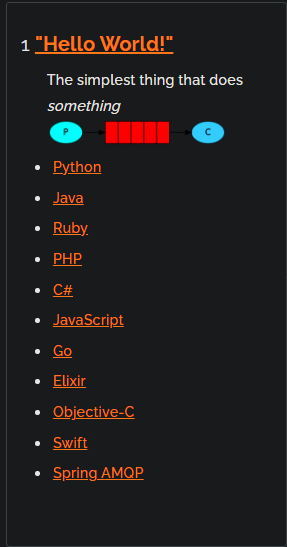 1 "Hello World!"
The simplest thing that does
something
P C
Python
Java
Ruby
PHP
C#
JavaScript
Go
Elixir
Objective-C
Swift
Spring AMQP